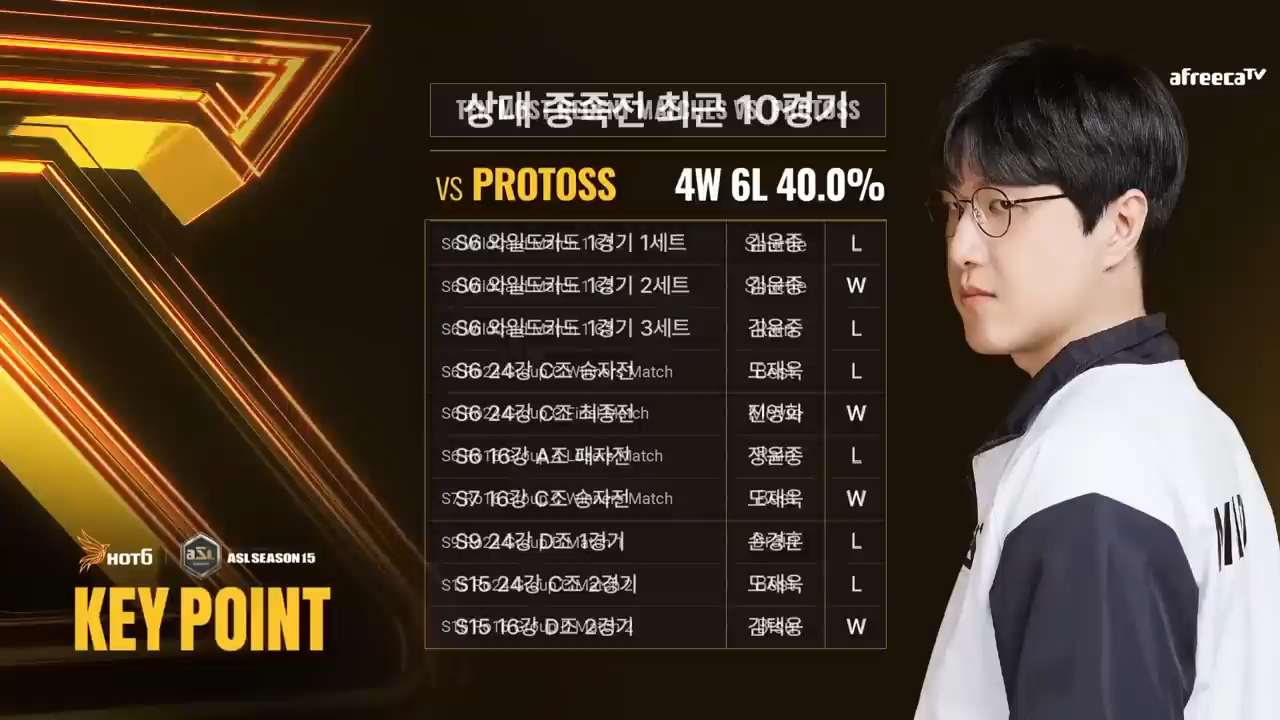 afreecaTV
상대 종족전 최근 10경기
VS PROTOSS 4W 6L 40.0%
S6 와일드카드 1경기 1세트 김윤중 L
S6 와일드카드 1경기 2세트 김윤중 W
S6 와일드카드 1경기 3세트 김윤중 L
S6 24강 C조 승자전 도재욱 L
S6 24강 C조 최종전 진영화 W
S6 16강 A조 패자전 장윤종 L
S7 16강 C조 승자전 도재욱 W
S9 24강 D조 1경기 손경훈 L
S15 24강 C조 2경기 도재욱 L
S15 16강 D조 2경기 김택용 W
HOT6
ASL
ASL SEASON 15
KEY POINT